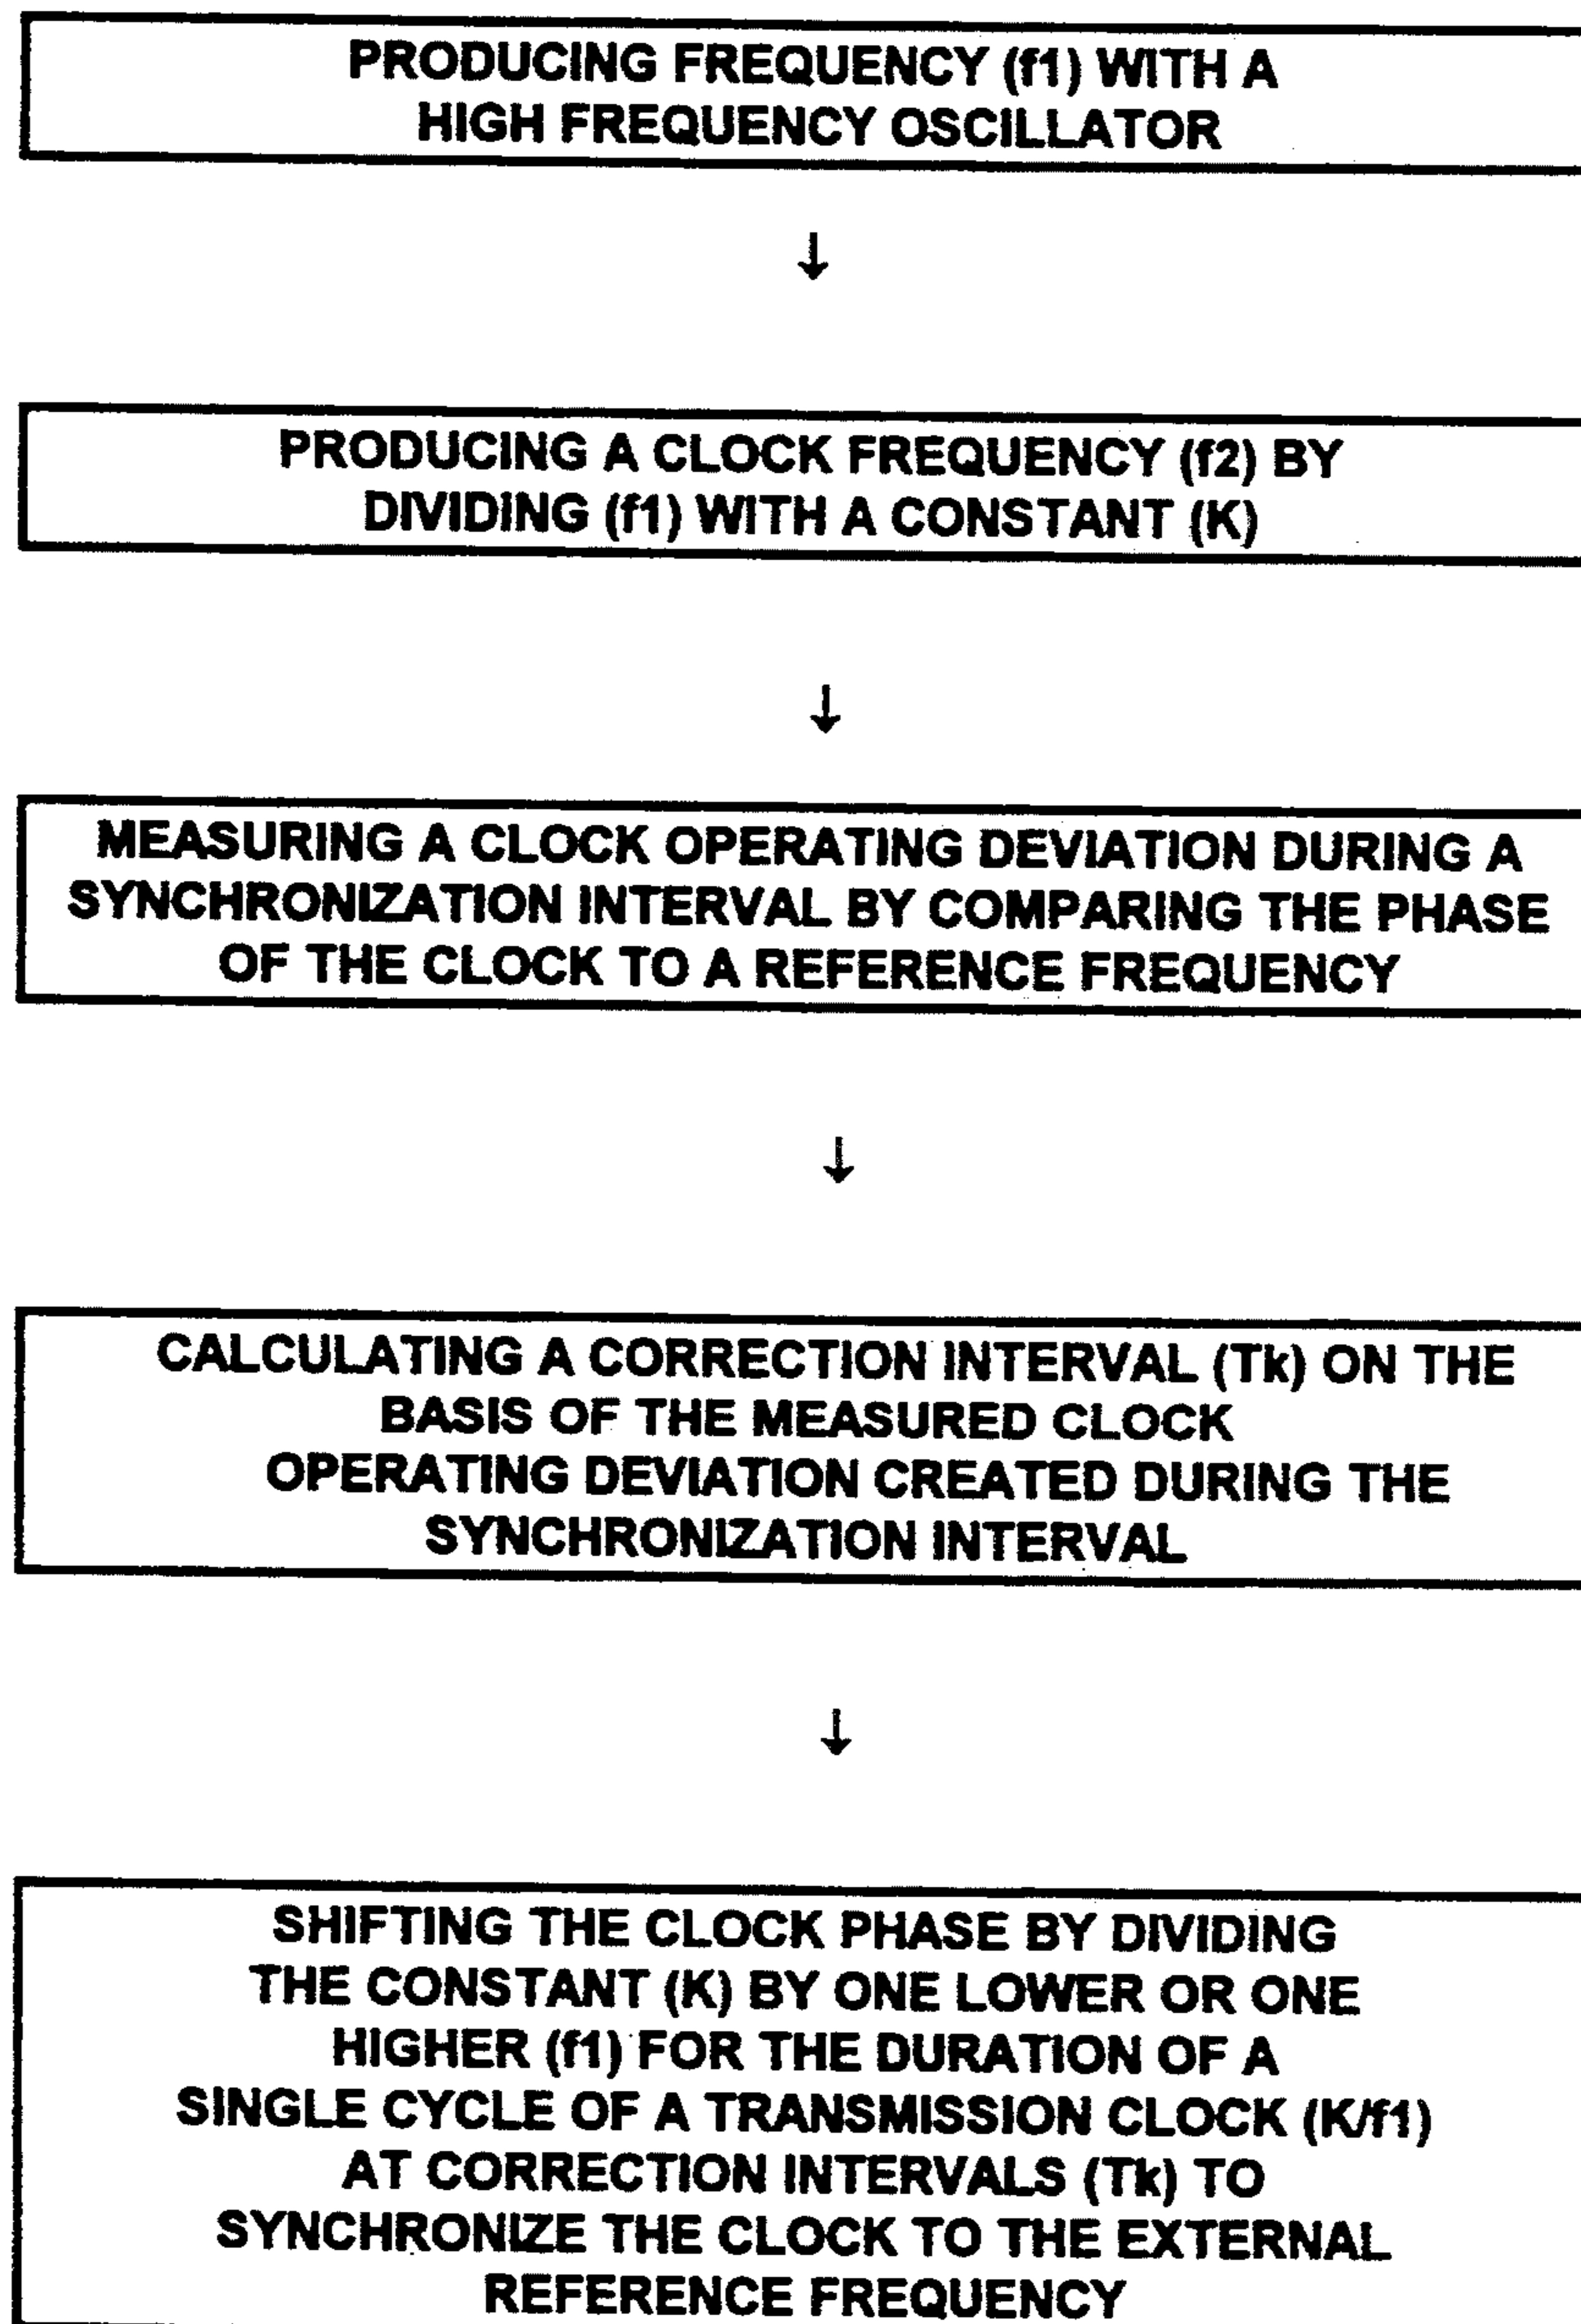 PRODUCING FREQUENCY (f1) WITH A
HIGH FREQUENCY OSCILLATOR
↓
PRODUCING A CLOCK FREQUENCY (f2) BY
DIVIDING (f1) WITH A CONSTANT (K)
↓
MEASURING A CLOCK OPERATING DEVIATION DURING A
SYNCHRONIZATION INTERVAL BY COMPARING THE PHASE
OF THE CLOCK TO A REFERENCE FREQUENCY
↓
CALCULATING A CORRECTION INTERVAL (Tk) ON THE
BASIS OF THE MEASURED CLOCK
OPERATING DEVIATION CREATED DURING THE
SYNCHRONIZATION INTERVAL
↓
SHIFTING THE CLOCK PHASE BY DIVIDING
THE CONSTANT (K) BY ONE LOWER OR ONE
HIGHER (f1) FOR THE DURATION OF A
SINGLE CYCLE OF A TRANSMISSION CLOCK (K/f1)
AT CORRECTION INTERVALS (Tk) TO
SYNCHRONIZE THE CLOCK TO THE EXTERNAL
REFERENCE FREQUENCY